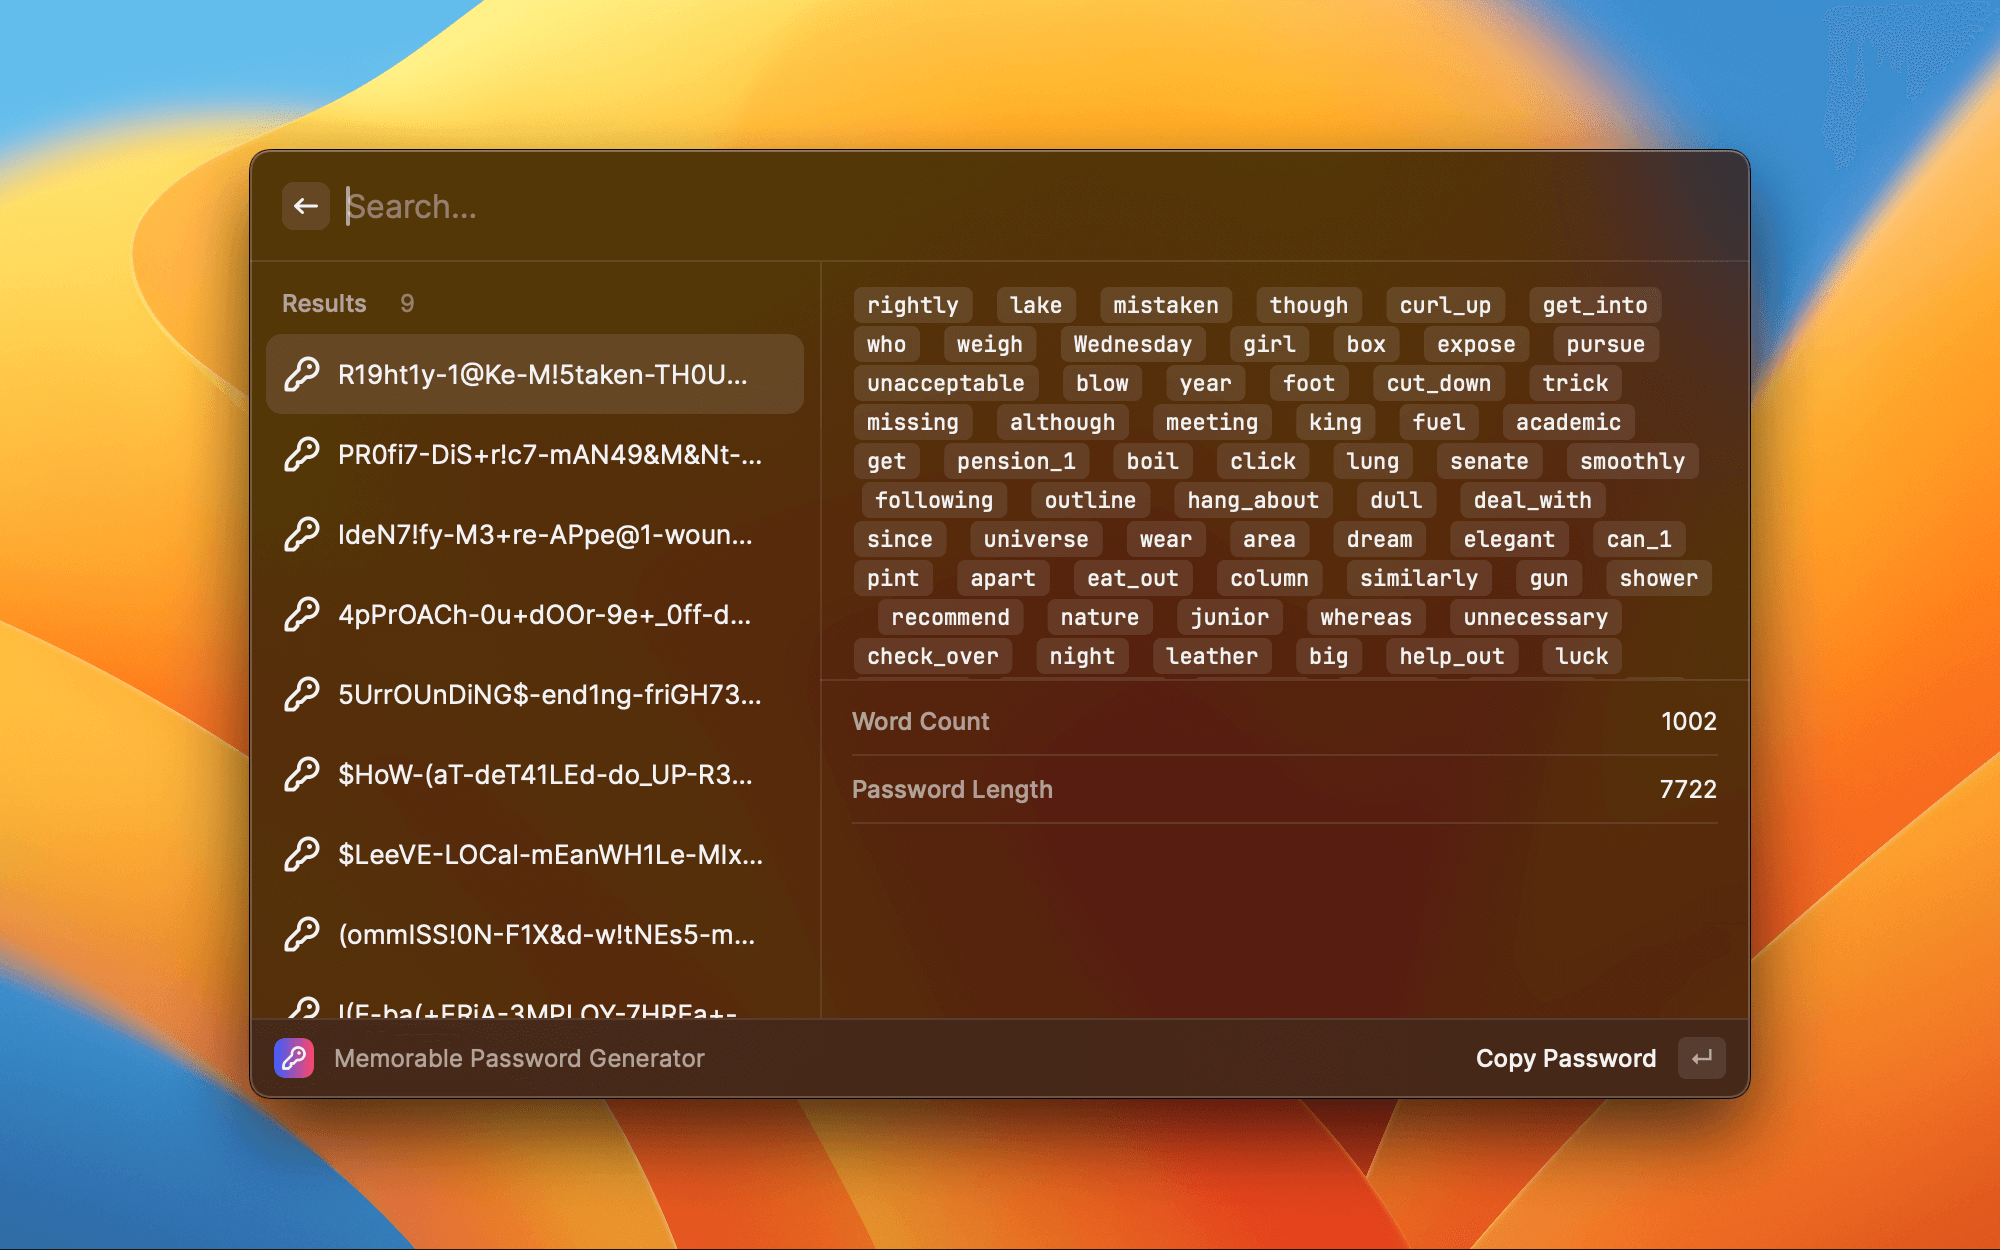 Search...
Results 9
R19ht1y-1@Ke-M!5taken-TH0U...
PR0fi7-DiS+r!c7-mAN49&M&Nt-...
IdeN7!fy-M3+re-APpe@1-woun...
4pPrOACh-0u+dOOr-9e+_0ff-d...
5UrrOUnDiNG$-end1ng-friGH73...
$HoW-(aT-deT41LEd-do_UP-R3...
$LeeVE-LOCal-mEanWH1Le-MIx...
(ommISS!0N-F1X&d-w!tNEs5-m...
rightly lake mistaken though curl_up get_into
who weigh Wednesday girl box expose pursue
unacceptable blow year foot cut_down trick
missing although meeting king fuel academic
get pension_1 boil click lung senate smoothly
following outline hang_about dull deal_with
since universe wear area dream elegant can_1
pint apart eat_out column similarly gun shower
recommend nature junior whereas unnecessary
check_over night leather big help_out luck
Word Count 1002
Password Length 7722
Memorable Password Generator
Copy Password